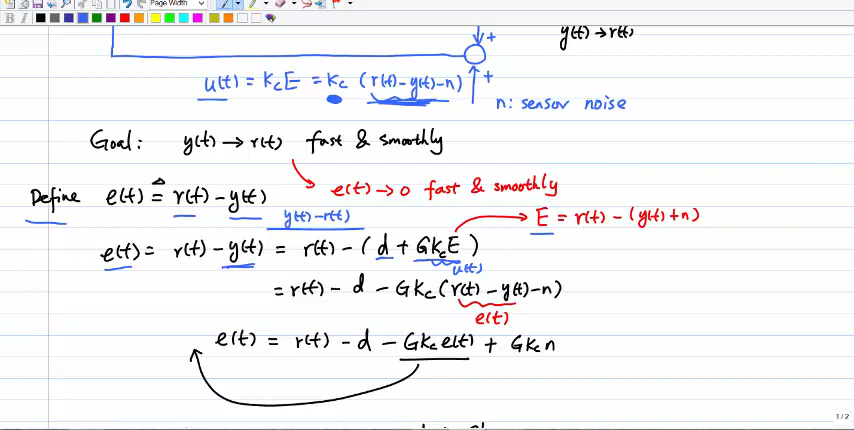 Page Width
B I
+
y(t) → r(t)
u(t) = KcE = Kc (r(t) - y(t) - n)
+
n: sensor noise
Goal: y(t) → r(t) fast & smoothly
e(t) → 0 fast & smoothly
Define e(t) ≜ r(t) - y(t)
y(t) - r(t)
E = r(t) - (y(t) + n)
e(t) = r(t) - y(t) = r(t) - (d + GKcE)
u(t)
= r(t) - d - GKc (r(t) - y(t) - n)
e(t)
e(t) = r(t) - d - GKc e(t) + GKc n
1/2